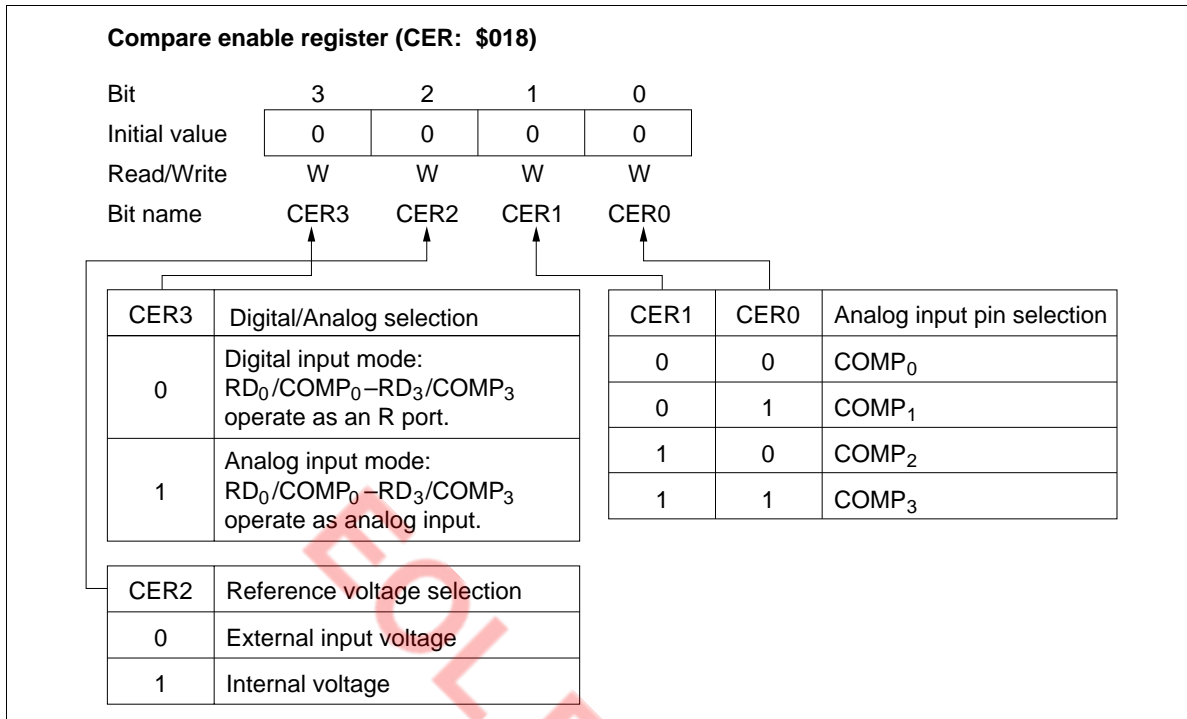 Compare enable register (CER: $018)
Bit 3 2 1 0
Initial value 0 0 0 0
Read/Write W W W W
Bit name CER3 CER2 CER1 CER0
CER3 Digital/Analog selection
0 Digital input mode:
RD₀/COMP₀–RD₃/COMP₃
operate as an R port.
1 Analog input mode:
RD₀/COMP₀–RD₃/COMP₃
operate as analog input.
CER2 Reference voltage selection
0 External input voltage
1 Internal voltage
CER1 CER0 Analog input pin selection
0 0 COMP₀
0 1 COMP₁
1 0 COMP₂
1 1 COMP₃
EOL